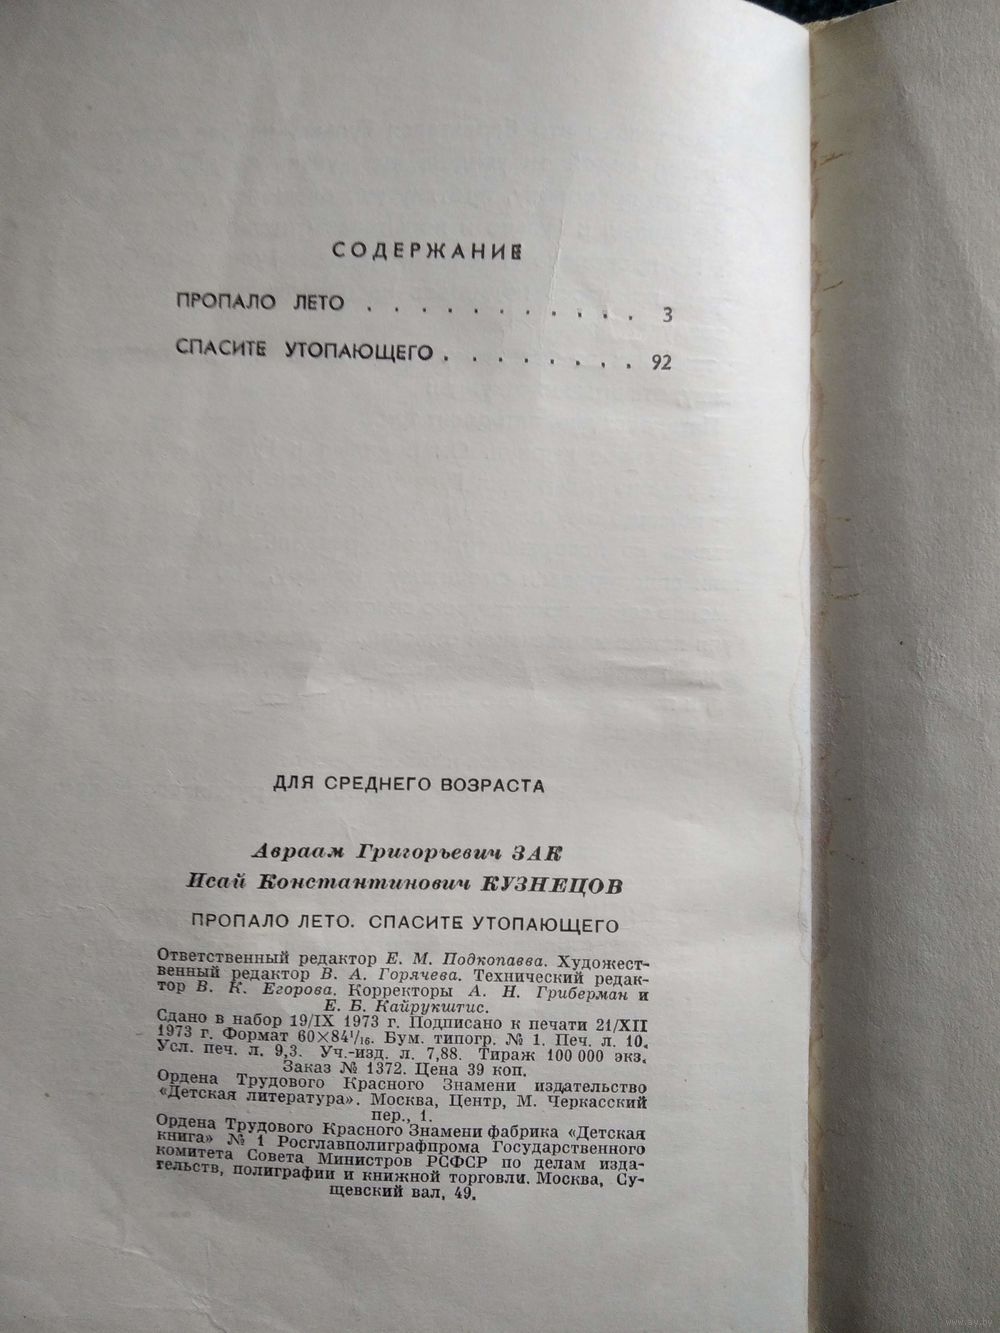 СОДЕРЖАНИЕ
ПРОПАЛО ЛЕТО . . . . . . . . . . . 3
СПАСИТЕ УТОПАЮЩЕГО . . . . . . . . 92
ДЛЯ СРЕДНЕГО ВОЗРАСТА
Авраам Григорьевич ЗАК
Исай Константинович КУЗНЕЦОВ
ПРОПАЛО ЛЕТО. СПАСИТЕ УТОПАЮЩЕГО
Ответственный редактор Е. М. Подкопаева. Художест-
венный редактор В. А. Горячева. Технический редак-
тор В. К. Егорова. Корректоры А. Н. Гриберман и
Е. Б. Кайрукштис.
Сдано в набор 19/IX 1973 г. Подписано к печати 21/XII
1973 г. Формат 60×84¹/₁₆. Бум. типогр. № 1. Печ. л. 10.
Усл. печ. л. 9,3. Уч.-изд. л. 7,88. Тираж 100 000 экз.
Заказ № 1372. Цена 39 коп.
Ордена Трудового Красного Знамени издательство
«Детская литература». Москва, Центр, М. Черкасский
пер., 1.
Ордена Трудового Красного Знамени фабрика «Детская
книга» № 1 Росглавполиграфпрома Государственного
комитета Совета Министров РСФСР по делам изда-
тельств, полиграфии и книжной торговли. Москва, Су-
щевский вал, 49.
www.ay.by